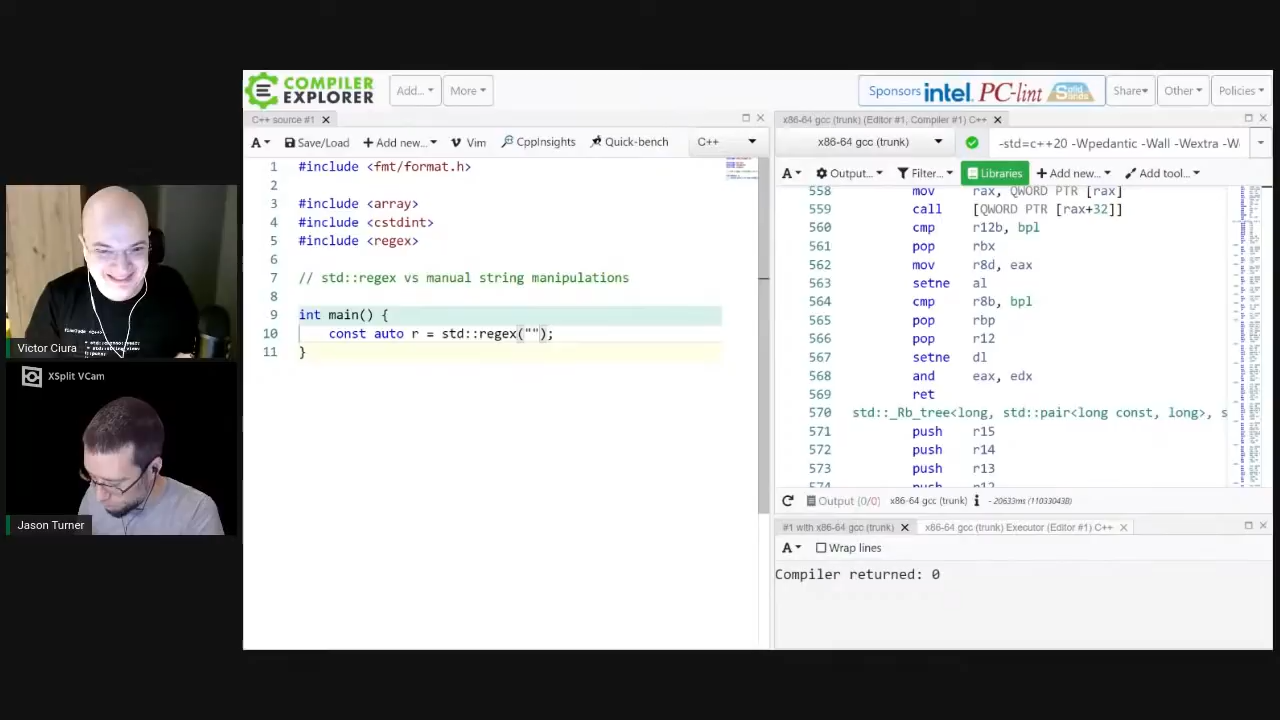 COMPILER
EXPLORER
Add...
More
Sponsors intel. PC-lint Solid Sands
Share
Other
Policies
C++ source #1
A
Save/Load
Add new...
Vim
CppInsights
Quick-bench
C++
1 #include <fmt/format.h>
2
3 #include <array>
4 #include <cstdint>
5 #include <regex>
6
7 // std::regex vs manual string manipulations
8
9 int main() {
10 const auto r = std::regex("");
11 }
x86-64 gcc (trunk) (Editor #1, Compiler #1) C++
x86-64 gcc (trunk)
-std=c++20 -Wpedantic -Wall -Wextra -W
A
Output...
Filter...
Libraries
Add new...
Add tool...
558 mov rax, QWORD PTR [rax]
559 call [QWORD PTR [rax+32]]
560 cmp r12b, bpl
561 pop rbx
562 mov r8d, eax
563 setne al
564 cmp r8b, bpl
565 pop rbp
566 pop r12
567 setne dl
568 and eax, edx
569 ret
570 std::_Rb_tree<long, std::pair<long const, long>, s
571 push r15
572 push r14
573 push r13
574 push r12
Output (0/0) x86-64 gcc (trunk) i - 20633ms (11033043B)
#1 with x86-64 gcc (trunk)
x86-64 gcc (trunk) Executor (Editor #1) C++
A
Wrap lines
Compiler returned: 0
Victor Ciura
XSplit VCam
Jason Turner